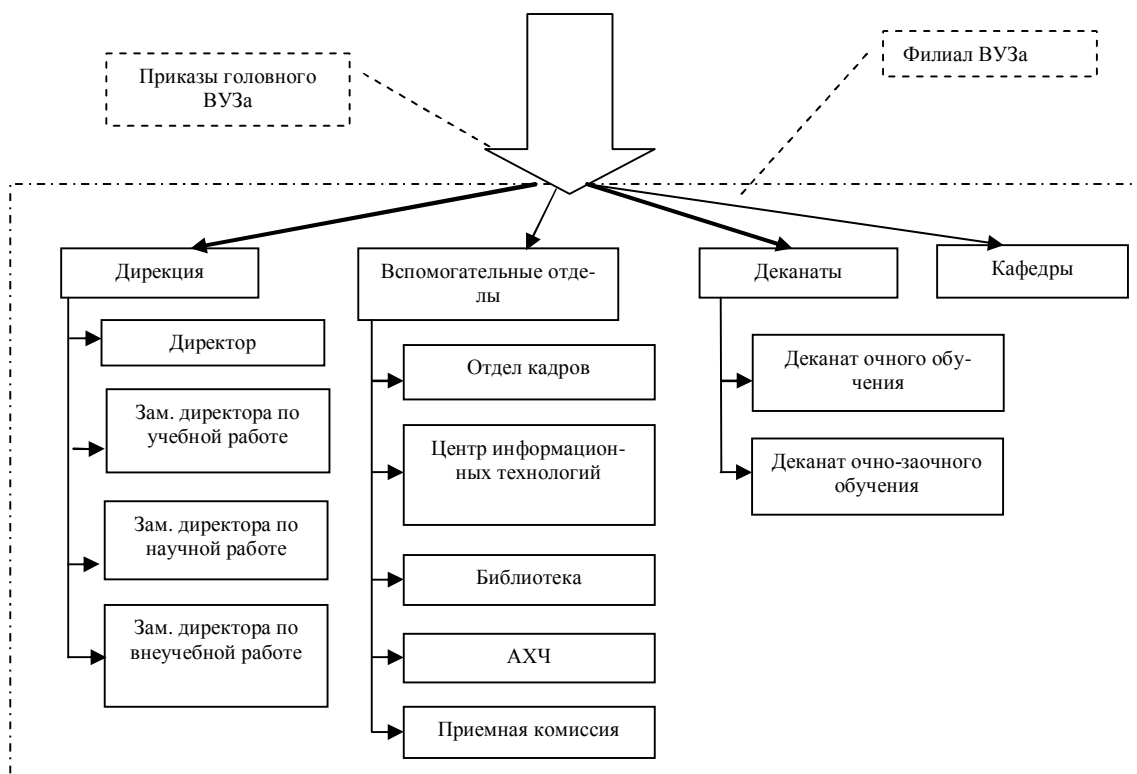 Приказы головного
ВУЗа
Филиал ВУЗа
Дирекция
Директор
Зам. директора по
учебной работе
Зам. директора по
научной работе
Зам. директора по
внеучебной работе
Вспомогательные отде-
лы
Отдел кадров
Центр информацион-
ных технологий
Библиотека
АХЧ
Приемная комиссия
Деканаты
Деканат очного обу-
чения
Деканат очно-заочного
обучения
Кафедры